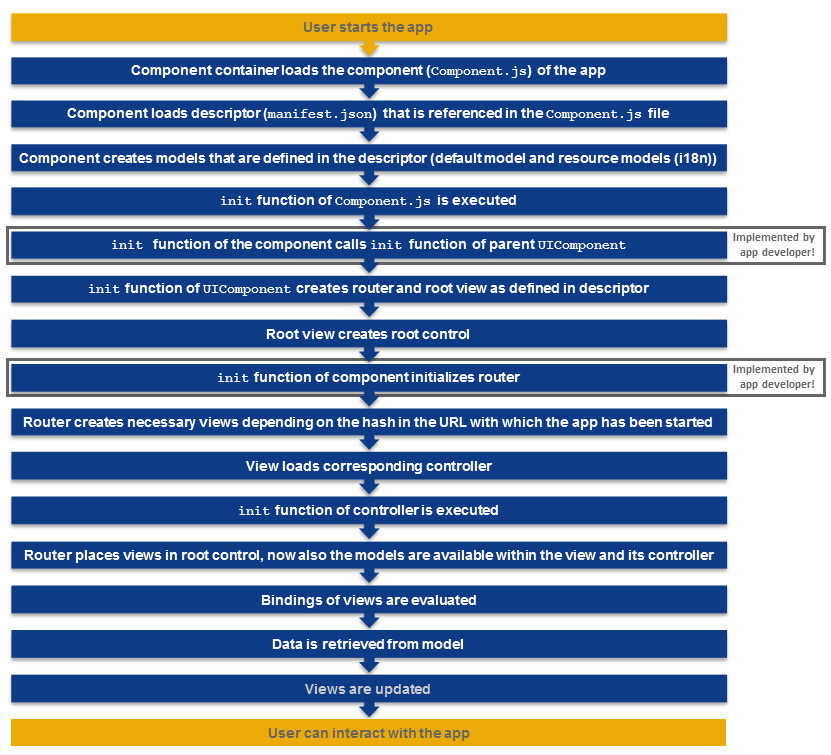 User starts the app
Component container loads the component (Component.js) of the app
Component loads descriptor (manifest.json) that is referenced in the Component.js file
Component creates models that are defined in the descriptor (default model and resource models (i18n))
init function of Component.js is executed
init function of the component calls init function of parent UIComponent
Implemented by
app developer!
init function of UIComponent creates router and root view as defined in descriptor
Root view creates root control
init function of component initializes router
Implemented by
app developer!
Router creates necessary views depending on the hash in the URL with which the app has been started
View loads corresponding controller
init function of controller is executed
Router places views in root control, now also the models are available within the view and its controller
Bindings of views are evaluated
Data is retrieved from model
Views are updated
User can interact with the app